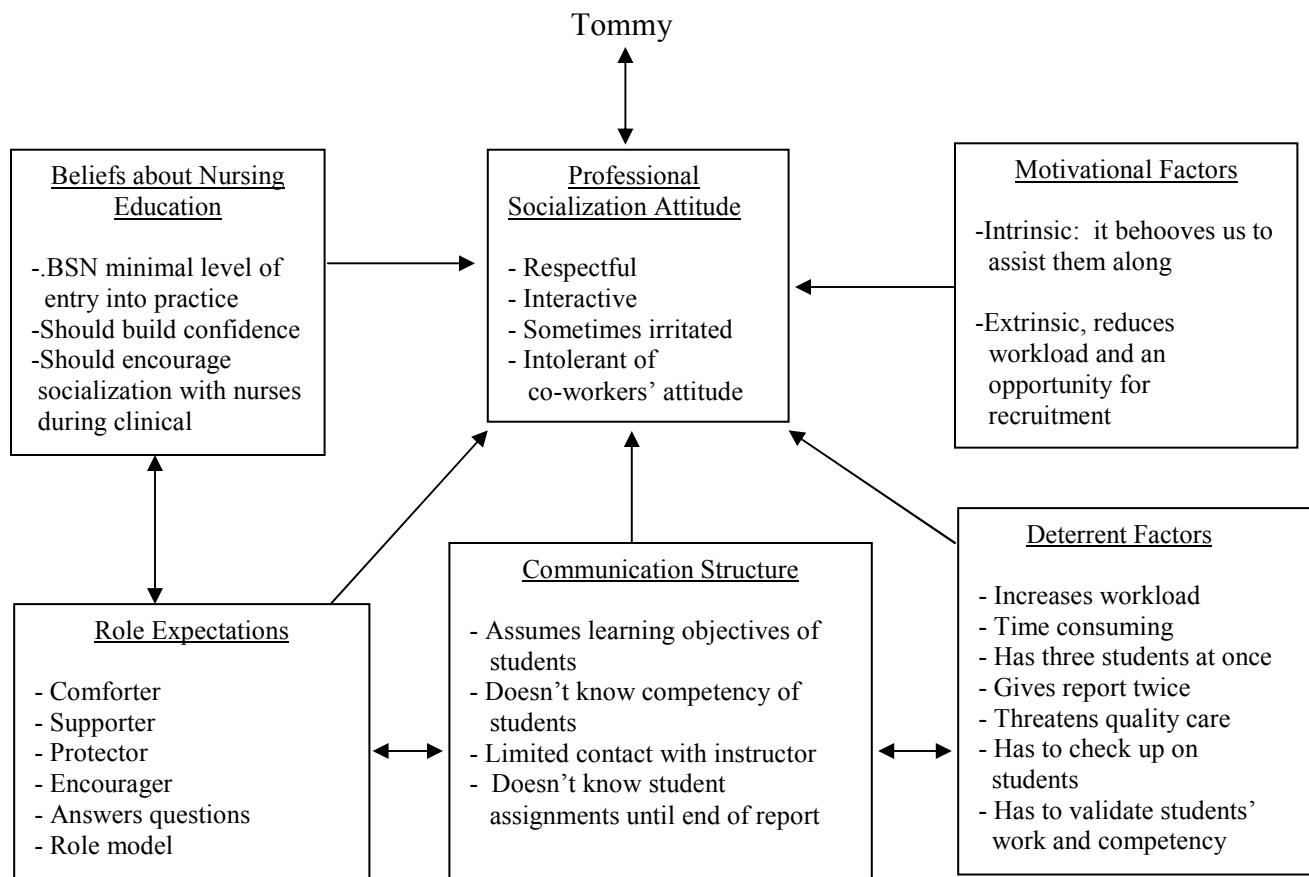 Tommy
Beliefs about Nursing
Education
-.BSN minimal level of
entry into practice
-Should build confidence
-Should encourage
socialization with nurses
during clinical
Professional
Socialization Attitude
- Respectful
- Interactive
- Sometimes irritated
- Intolerant of
co-workers’ attitude
Motivational Factors
-Intrinsic:  it behooves us to
assist them along
-Extrinsic, reduces
workload and an
opportunity for
recruitment
Role Expectations
- Comforter
- Supporter
- Protector
- Encourager
- Answers questions
- Role model
Communication Structure
- Assumes learning objectives of
students
- Doesn’t know competency of
students
- Limited contact with instructor
-  Doesn’t know student
assignments until end of report
Deterrent Factors
- Increases workload
- Time consuming
- Has three students at once
- Gives report twice
- Threatens quality care
- Has to check up on
students
- Has to validate students’
work and competency